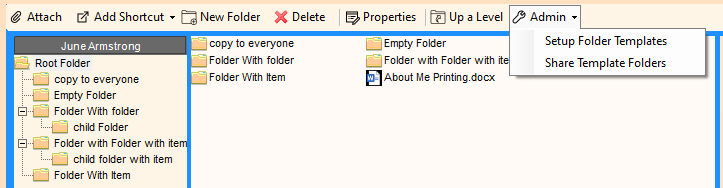 Attach Add Shortcut New Folder Delete Properties Up a Level Admin
Setup Folder Templates
Share Template Folders
June Armstrong
Root Folder
copy to everyone
Empty Folder
Folder With folder
child Folder
Folder with Folder with item
child folder with item
Folder With Item
copy to everyone Empty Folder
Folder With folder Folder with Folder with item
Folder With Item About Me Printing.docx